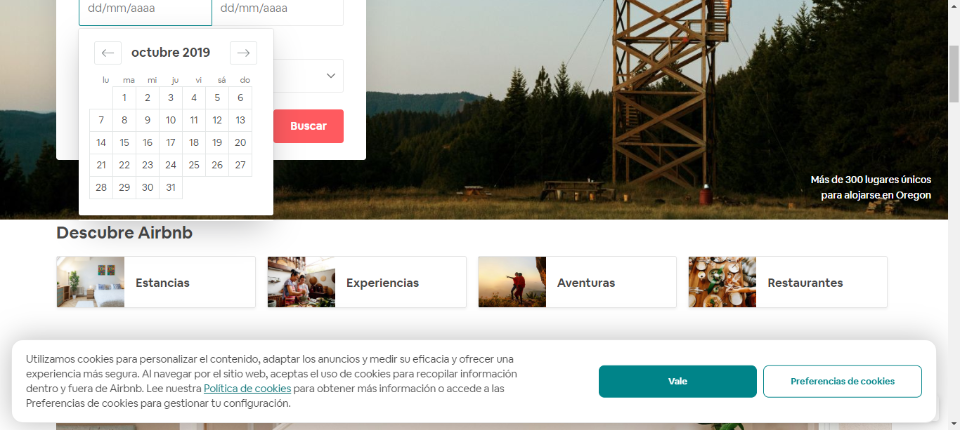 dd/mm/aaaa dd/mm/aaaa
octubre 2019
lu ma mi ju vi sá do
1 2 3 4 5 6
7 8 9 10 11 12 13
14 15 16 17 18 19 20
21 22 23 24 25 26 27
28 29 30 31
Buscar
Más de 300 lugares únicos
para alojarse en Oregon
Descubre Airbnb
Estancias
Experiencias
Aventuras
Restaurantes
Utilizamos cookies para personalizar el contenido, adaptar los anuncios y medir su eficacia y ofrecer una
experiencia más segura. Al navegar por el sitio web, aceptas el uso de cookies para recopilar información
dentro y fuera de Airbnb. Lee nuestra Política de cookies para obtener más información o accede a las
Preferencias de cookies para gestionar tu configuración.
Vale
Preferencias de cookies